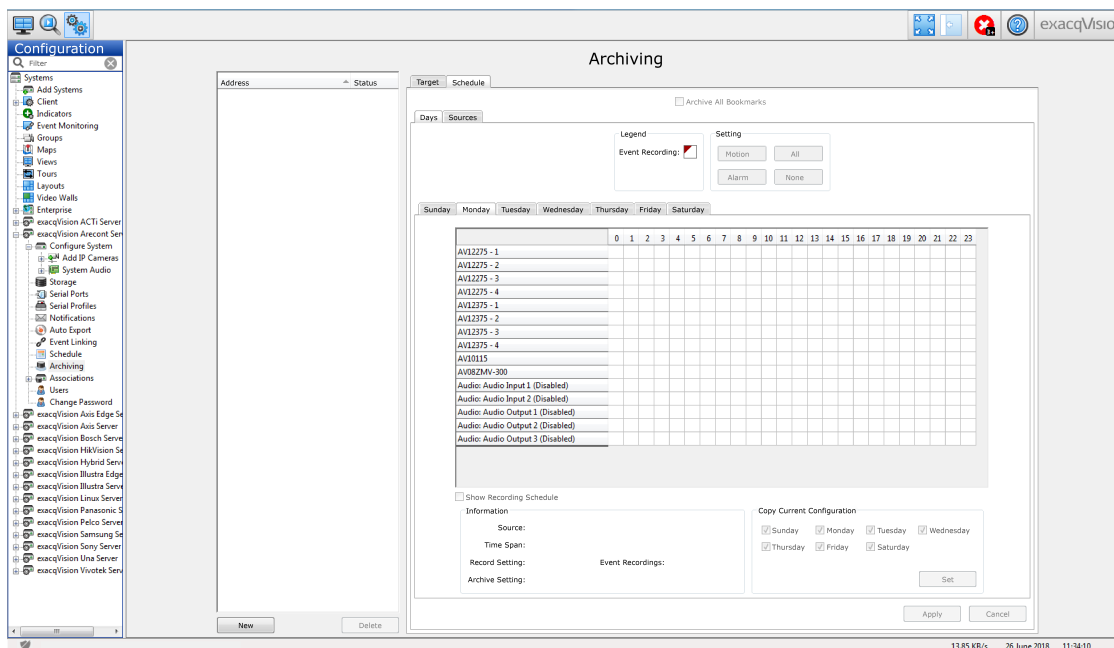 exacqVisio
Configuration
Filter
Systems
Add Systems
Client
Indicators
Event Monitoring
Groups
Maps
Views
Tours
Layouts
Video Walls
Enterprise
exacqVision ACTi Server
exacqVision Arecont Serv
Configure System
Add IP Cameras
System Audio
Storage
Serial Ports
Serial Profiles
Notifications
Auto Export
Event Linking
Schedule
Archiving
Associations
Users
Change Password
exacqVision Axis Edge Se
exacqVision Axis Server
exacqVision Bosch Serve
exacqVision HikVision Se
exacqVision Hybrid Serve
exacqVision Illustra Edge
exacqVision Illustra Serve
exacqVision Linux Server
exacqVision Panasonic S
exacqVision Pelco Server
exacqVision Samsung Se
exacqVision Sony Server
exacqVision Una Server
exacqVision Vivotek Serv
Archiving
Address Status
New Delete
Target Schedule
Archive All Bookmarks
Days Sources
Legend
Event Recording:
Setting
Motion All
Alarm None
Sunday Monday Tuesday Wednesday Thursday Friday Saturday
0 1 2 3 4 5 6 7 8 9 10 11 12 13 14 15 16 17 18 19 20 21 22 23
AV12275 - 1
AV12275 - 2
AV12275 - 3
AV12275 - 4
AV12375 - 1
AV12375 - 2
AV12375 - 3
AV12375 - 4
AV10115
AV08ZMV-300
Audio: Audio Input 1 (Disabled)
Audio: Audio Input 2 (Disabled)
Audio: Audio Output 1 (Disabled)
Audio: Audio Output 2 (Disabled)
Audio: Audio Output 3 (Disabled)
Show Recording Schedule
Information
Source:
Time Span:
Record Setting: Event Recordings:
Archive Setting:
Copy Current Configuration
Sunday Monday Tuesday Wednesday
Thursday Friday Saturday
Set
Apply Cancel
13.85 KB/s 26 June 2018 11:34:10